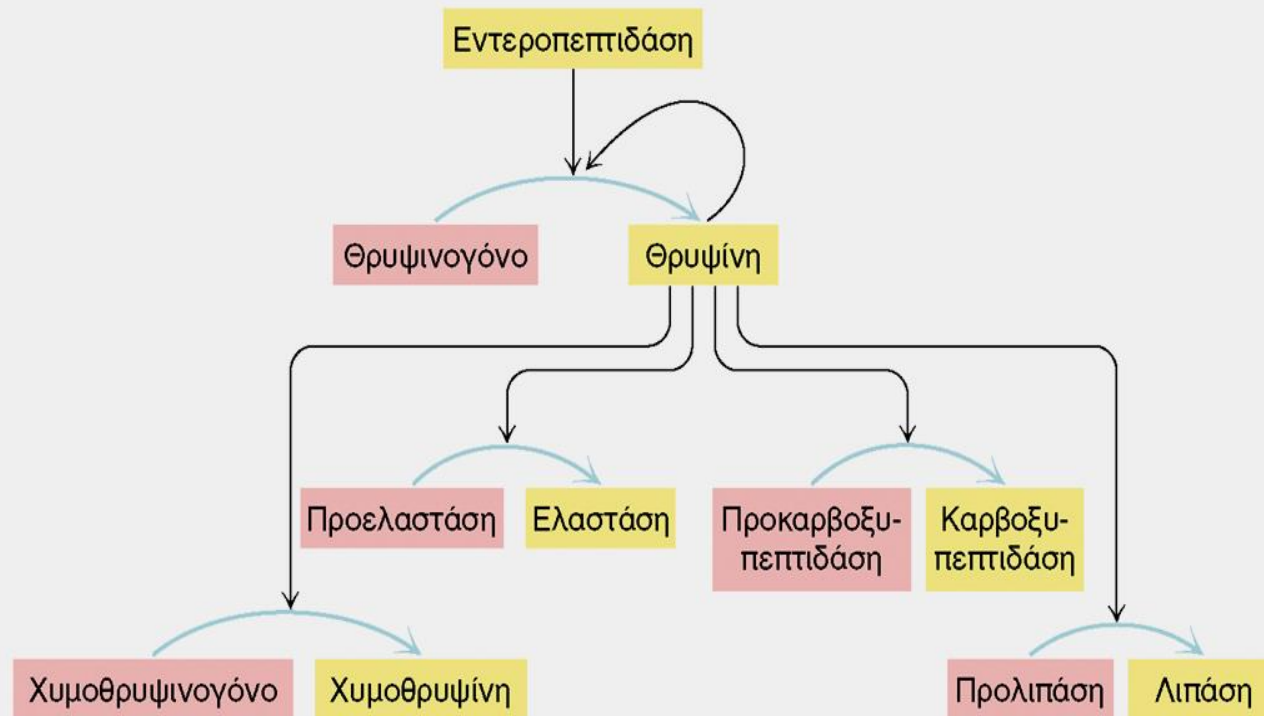 Εντεροπεπτιδάση
Θρυψινογόνο
Θρυψίνη
Προελαστάση
Ελαστάση
Προκαρβοξυ-
πεπτιδάση
Καρβοξυ-
πεπτιδάση
Χυμοθρυψινογόνο
Χυμοθρυψίνη
Προλιπάση
Λιπάση